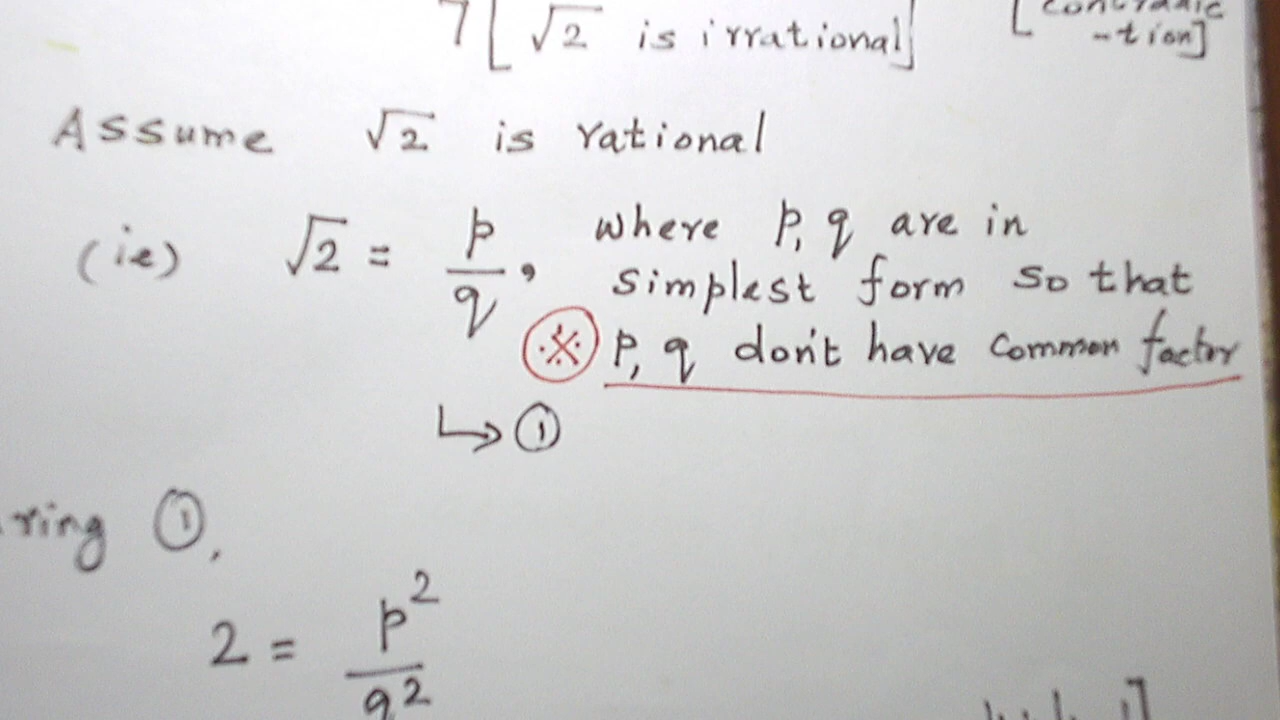 7[ √2 is irrational]
-tion]
Assume √2 is rational
(ie) √2 = p/q, where p, q are in
simplest form so that
※ p, q don't have common factor
↳ ①
ring ①,
2 = p²/q²